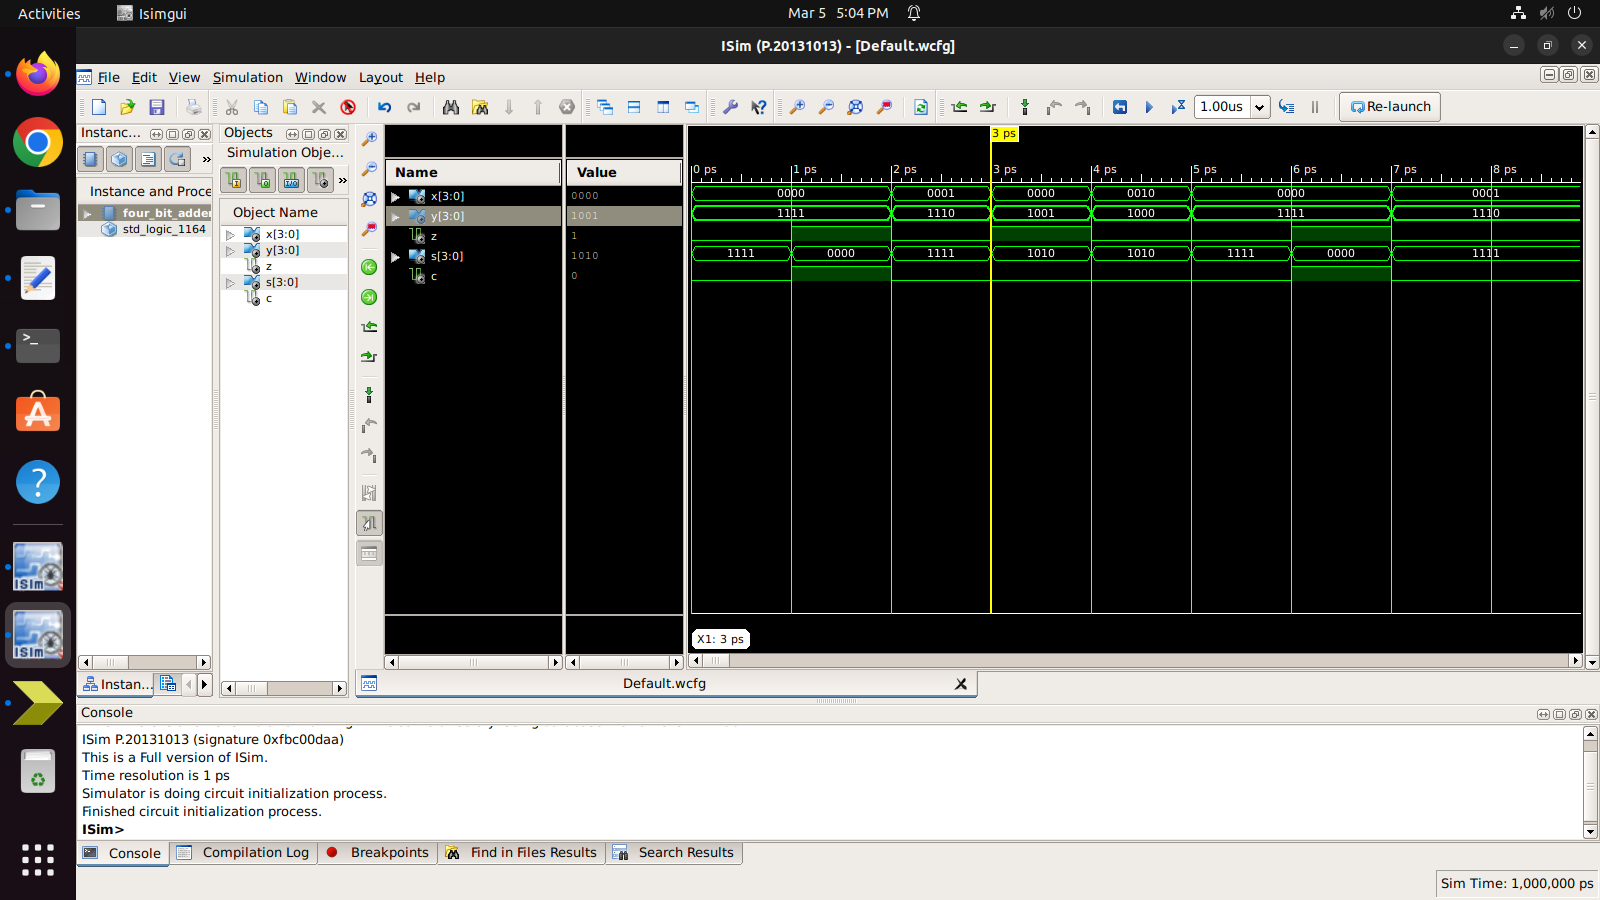 Activities Isimgui Mar 5 5:04 PM
ISim (P.20131013) - [Default.wcfg]
File Edit View Simulation Window Layout Help
1.00us Re-launch
Instanc...
Instance and Proce
four_bit_adder
std_logic_1164
Instan...
Objects
Simulation Obje...
Object Name
x[3:0]
y[3:0]
z
s[3:0]
c
Name Value
x[3:0] 0000
y[3:0] 1001
z 1
s[3:0] 1010
c 0
3 ps
0 ps 1 ps 2 ps 3 ps 4 ps 5 ps 6 ps 7 ps 8 ps
0000 0001 0000 0010 0000 0001
1111 1110 1001 1000 1111 1110
1111 0000 1111 1010 1010 1111 0000 1111
X1: 3 ps
Default.wcfg
Console
ISim P.20131013 (signature 0xfbc00daa)
This is a Full version of ISim.
Time resolution is 1 ps
Simulator is doing circuit initialization process.
Finished circuit initialization process.
ISim>
Console Compilation Log Breakpoints Find in Files Results Search Results
Sim Time: 1,000,000 ps
ISim
ISim